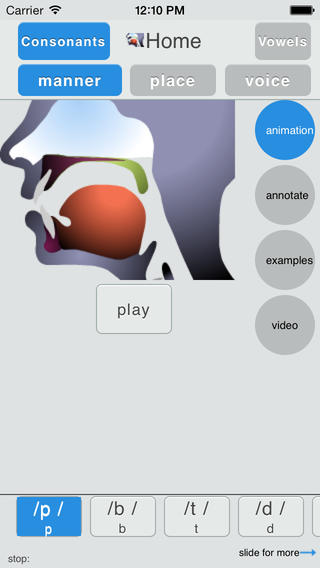 Carrier 12:10 PM
Consonants Home Vowels
manner place voice
animation
annotate
examples
video
play
/p / /b / /t / /d /
p b t d
slide for more
stop: